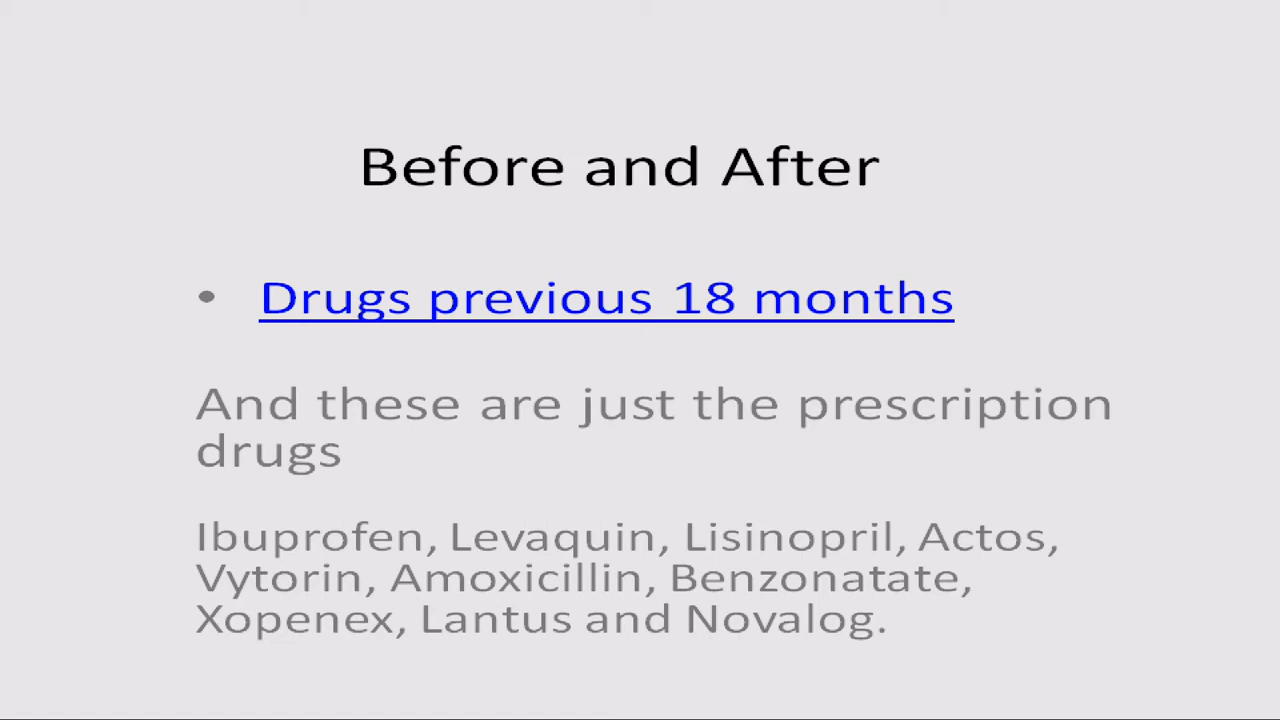 Before and After
• Drugs previous 18 months
And these are just the prescription
drugs
Ibuprofen, Levaquin, Lisinopril, Actos,
Vytorin, Amoxicillin, Benzonatate,
Xopenex, Lantus and Novalog.